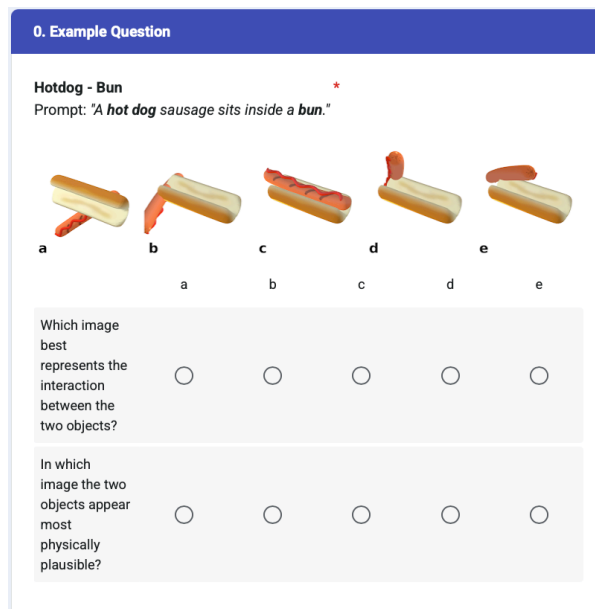 0. Example Question
Hotdog - Bun *
Prompt: "A hot dog sausage sits inside a bun."
a b c d e
a b c d e
Which image
best
represents the
interaction
between the
two objects?
In which
image the two
objects appear
most
physically
plausible?